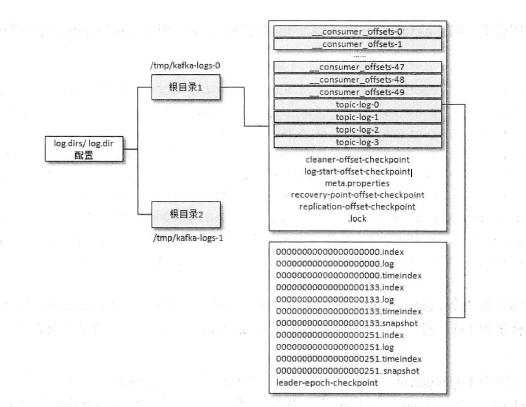 log.dirs/ log.dir
配置
/tmp/kafka-logs-0
根目录1
根目录2
/tmp/kafka-logs-1
__consumer_offsets-0
__consumer_offsets-1
......
__consumer_offsets-47
__consumer_offsets-48
__consumer_offsets-49
topic-log-0
topic-log-1
topic-log-2
topic-log-3
cleaner-offset-checkpoint
log-start-offset-checkpoint
meta.properties
recovery-point-offset-checkpoint
replication-offset-checkpoint
.lock
00000000000000000000.index
00000000000000000000.log
00000000000000000000.timeindex
00000000000000000133.index
00000000000000000133.log
00000000000000000133.timeindex
00000000000000000133.snapshot
00000000000000000251.index
00000000000000000251.log
00000000000000000251.timeindex
00000000000000000251.snapshot
leader-epoch-checkpoint